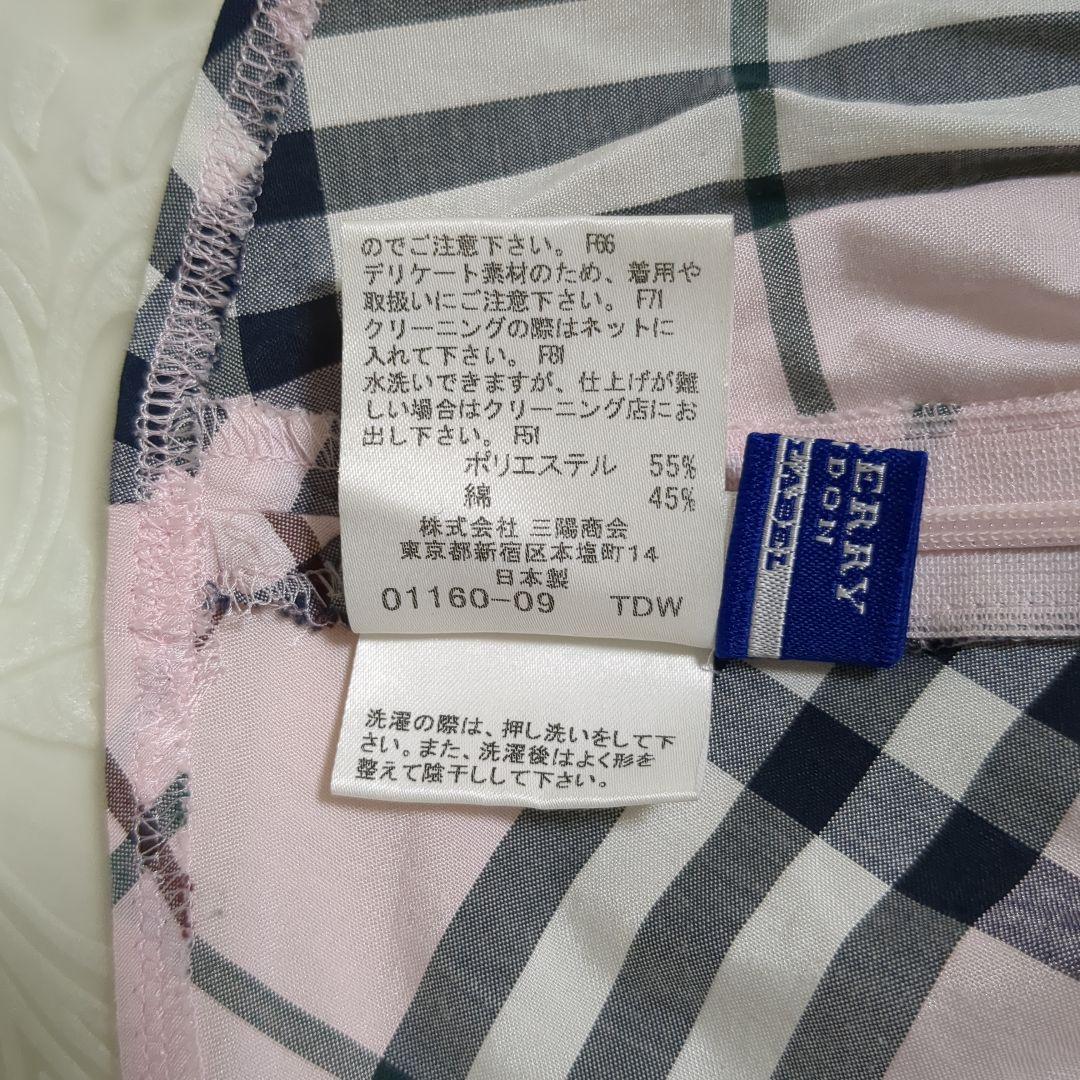 のでご注意下さい。 F66
デリケート素材のため、着用や
取扱いにご注意下さい。 F71
クリーニングの際はネットに
入れて下さい。 F81
水洗いできますが、仕上げが難
しい場合はクリーニング店にお
出し下さい。 F51
ポリエステル 55%
綿 45%
株式会社 三陽商会
東京都新宿区本塩町14
日本製
01160-09 TDW
洗濯の際は、押し洗いをして下
さい。また、洗濯後はよく形を
整えて陰干しして下さい。
BERRY
DON
LABEL